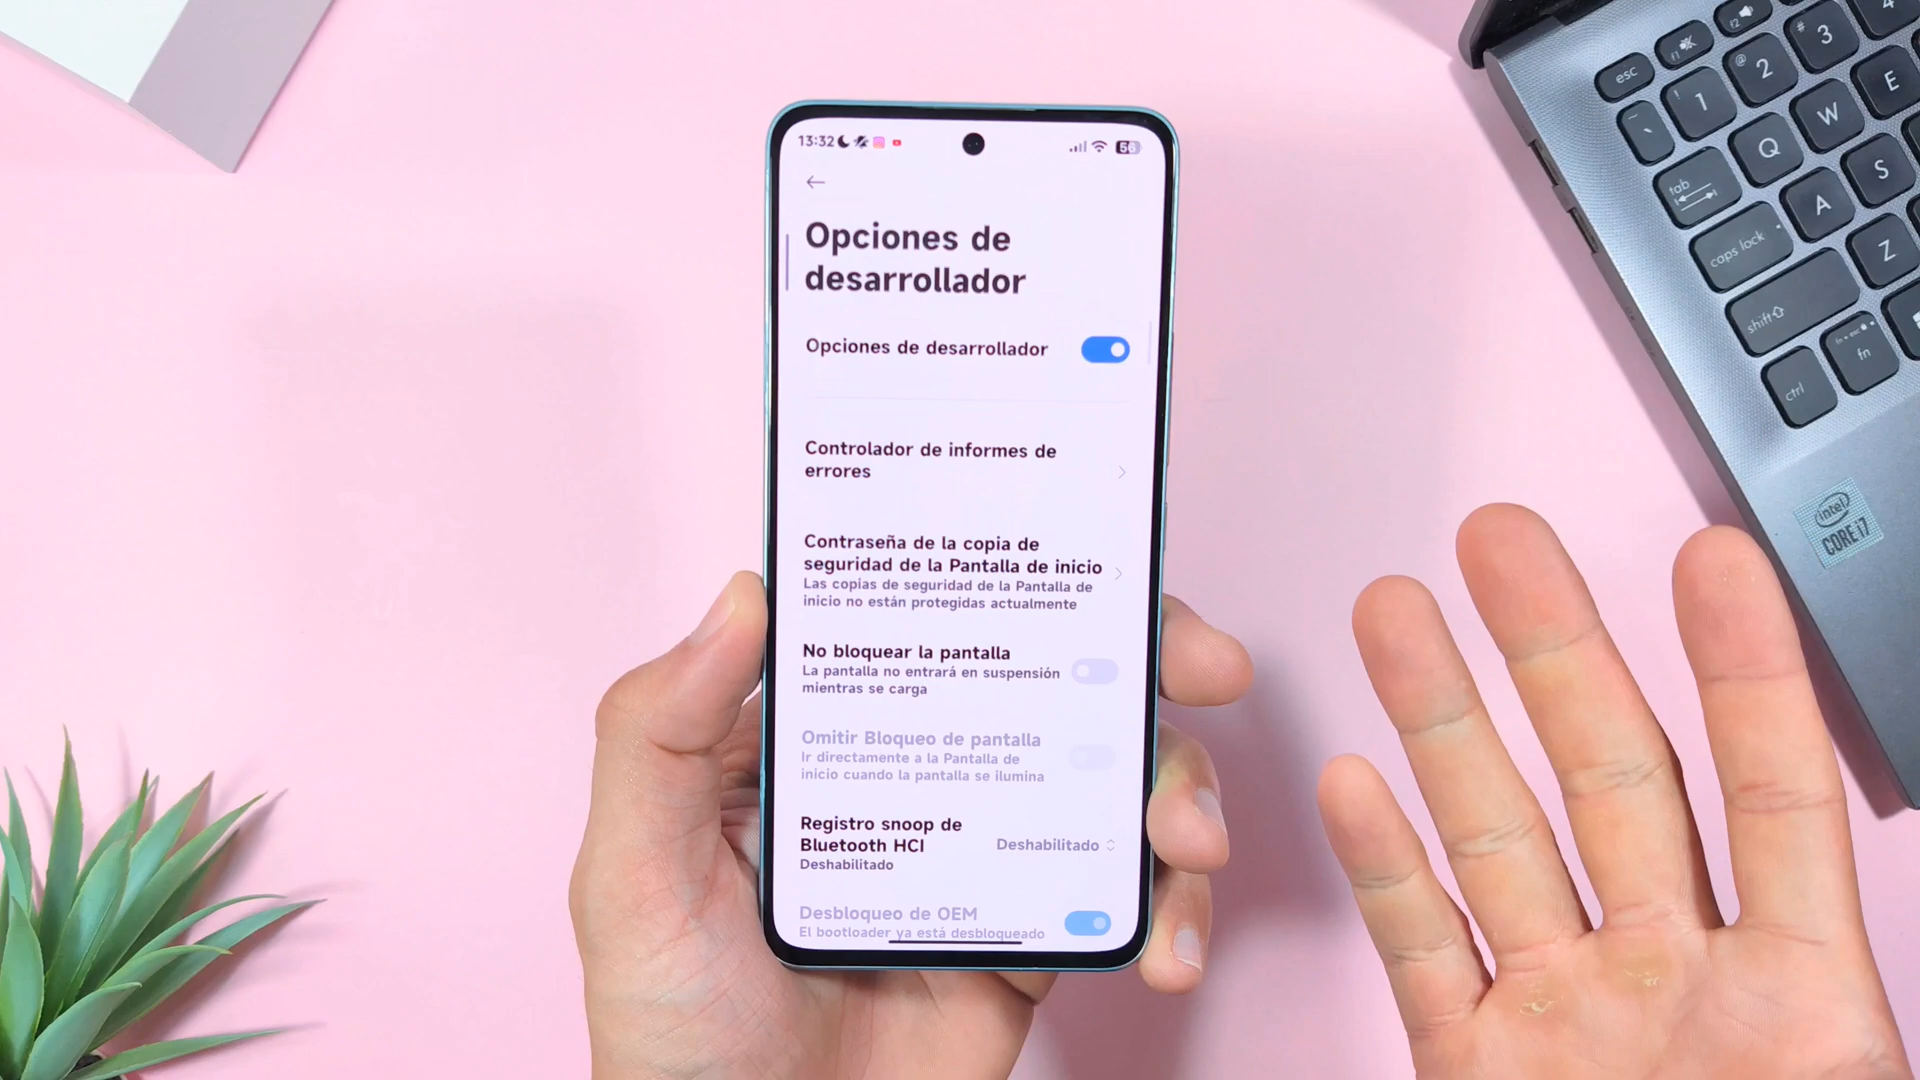 13:32
56
Opciones de
desarrollador
Opciones de desarrollador
Controlador de informes de
errores
Contraseña de la copia de
seguridad de la Pantalla de inicio
Las copias de seguridad de la Pantalla de
inicio no están protegidas actualmente
No bloquear la pantalla
La pantalla no entrará en suspensión
mientras se carga
Omitir Bloqueo de pantalla
Ir directamente a la Pantalla de
inicio cuando la pantalla se ilumina
Registro snoop de
Bluetooth HCI
Deshabilitado
Deshabilitado
Desbloqueo de OEM
El bootloader ya está desbloqueado
esc
f1
f2
! 1
@ 2
# 3
4
~ `
Q
W
E
tab
A
S
caps lock
Z
shift
fn
ctrl
intel
CORE i7